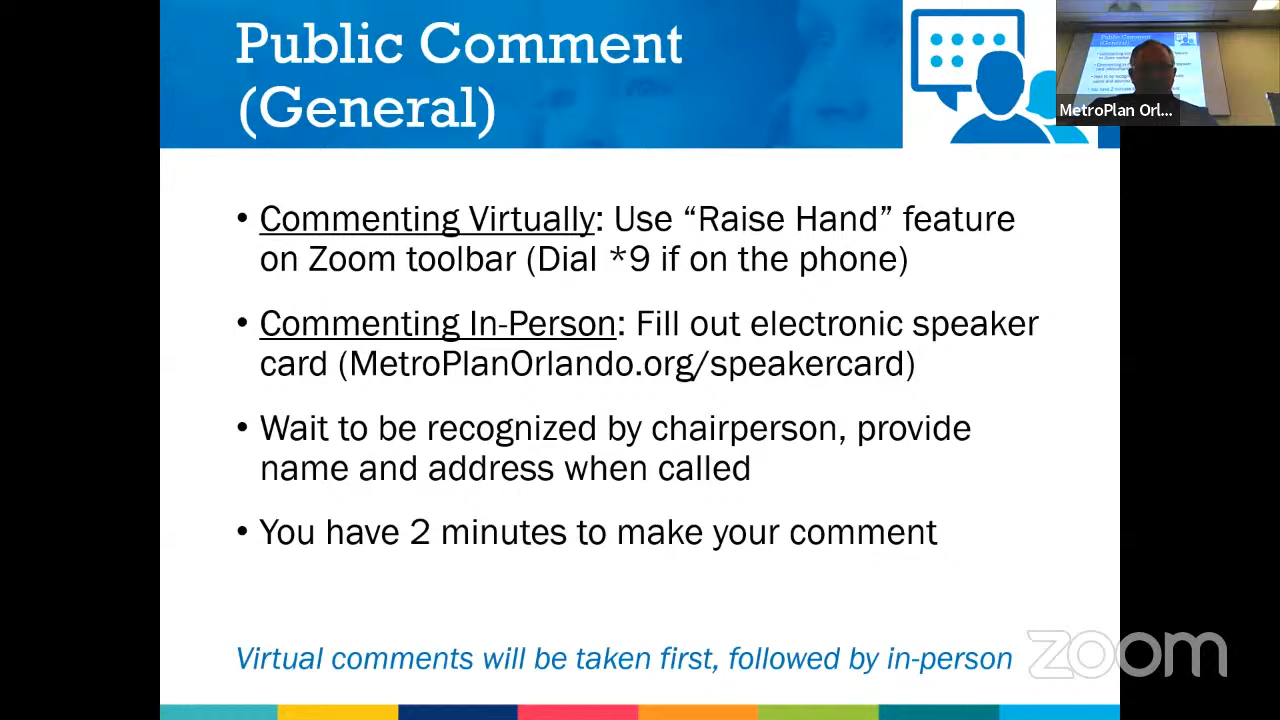 Public Comment
(General)
MetroPlan Orl...
• Commenting Virtually: Use “Raise Hand” feature
on Zoom toolbar (Dial *9 if on the phone)
• Commenting In-Person: Fill out electronic speaker
card (MetroPlanOrlando.org/speakercard)
• Wait to be recognized by chairperson, provide
name and address when called
• You have 2 minutes to make your comment
Virtual comments will be taken first, followed by in-person
zoom